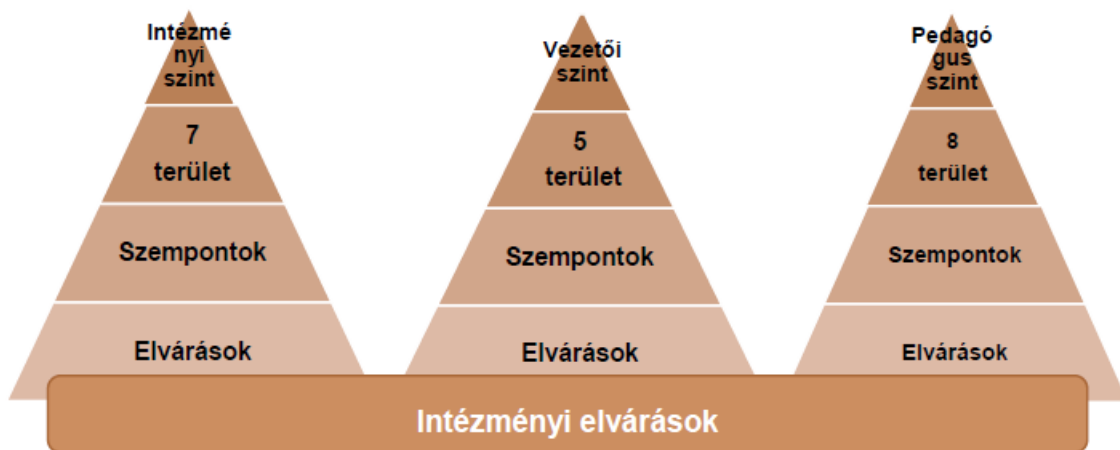 Intézmé
nyi
szint
7
terület
Szempontok
Elvárások
Vezetői
szint
5
terület
Szempontok
Elvárások
Pedagó
gus
szint
8
terület
Szempontok
Elvárások
Intézményi elvárások